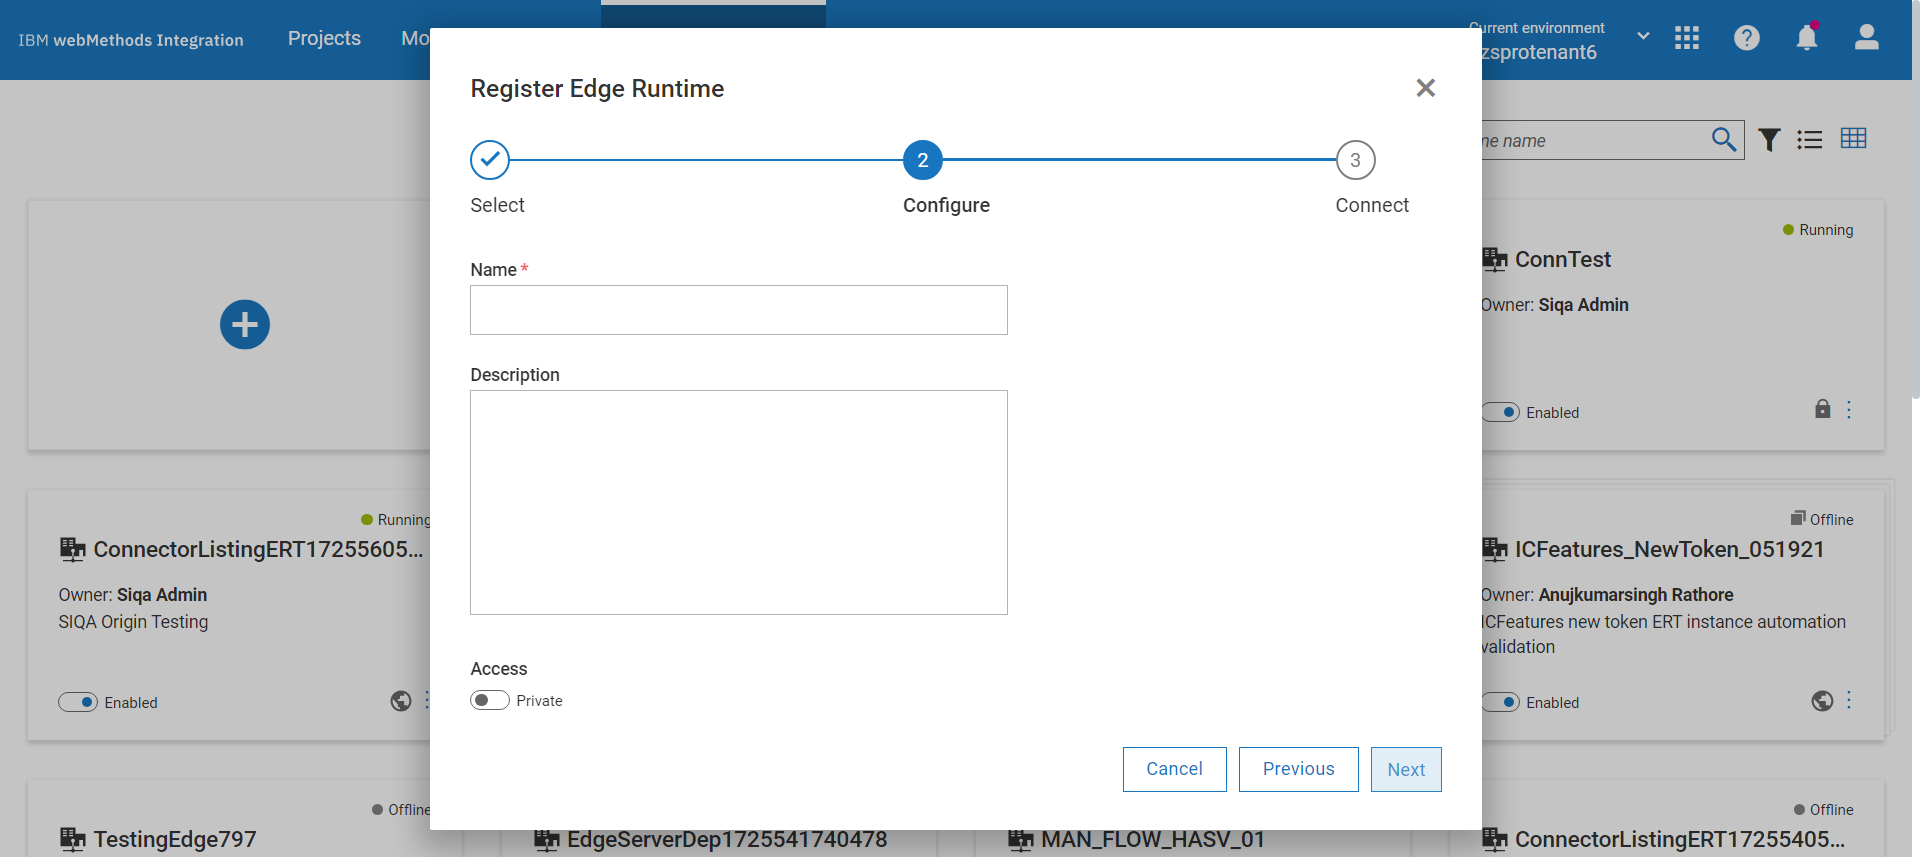 IBM webMethods Integration
Projects
Mo
Current environment
zsprotenant6
Register Edge Runtime
2
3
Select
Configure
Connect
me name
Name *
Description
Access
Private
Cancel
Previous
Next
Running
ConnTest
Owner: Siqa Admin
Enabled
Running
ConnectorListingERT17255605...
Owner: Siqa Admin
SIQA Origin Testing
Enabled
Offline
ICFeatures_NewToken_051921
Owner: Anujkumarsingh Rathore
ICFeatures new token ERT instance automation
validation
Enabled
Offline
TestingEdge797
EdgeServerDep1725541740478
MAN_FLOW_HASV_01
Offline
ConnectorListingERT17255405...